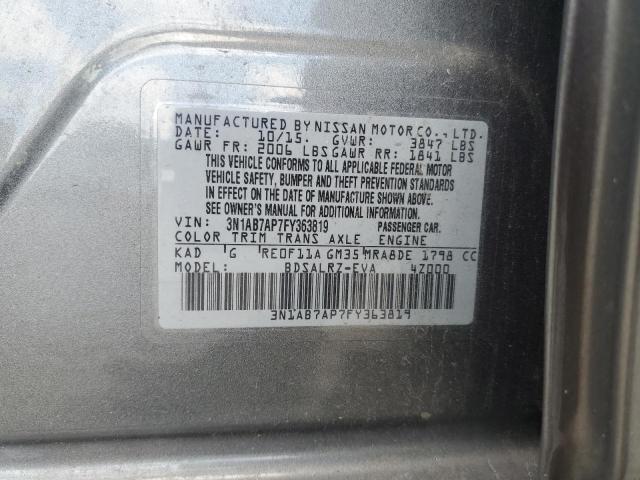 MANUFACTURED BY NISSAN MOTOR CO., LTD.
DATE: 10/15. GVWR: 3847 LBS
GAWR FR: 2006 LBS GAWR RR: 1841 LBS
THIS VEHICLE CONFORMS TO ALL APPLICABLE FEDERAL MOTOR
VEHICLE SAFETY, BUMPER AND THEFT PREVENTION STANDARDS
IN EFFECT ON THE DATE OF MANUFACTURE SHOWN ABOVE.
SEE OWNER'S MANUAL FOR ADDITIONAL INFORMATION.
VIN: 3N1AB7AP7FY363819 PASSENGER CAR.
COLOR TRIM TRANS AXLE ENGINE
KAD G RE0F11A GM35 MRA8DE 1798 CC
MODEL: BDSALRZ-EVA 4Z000
3N1AB7AP7FY363819